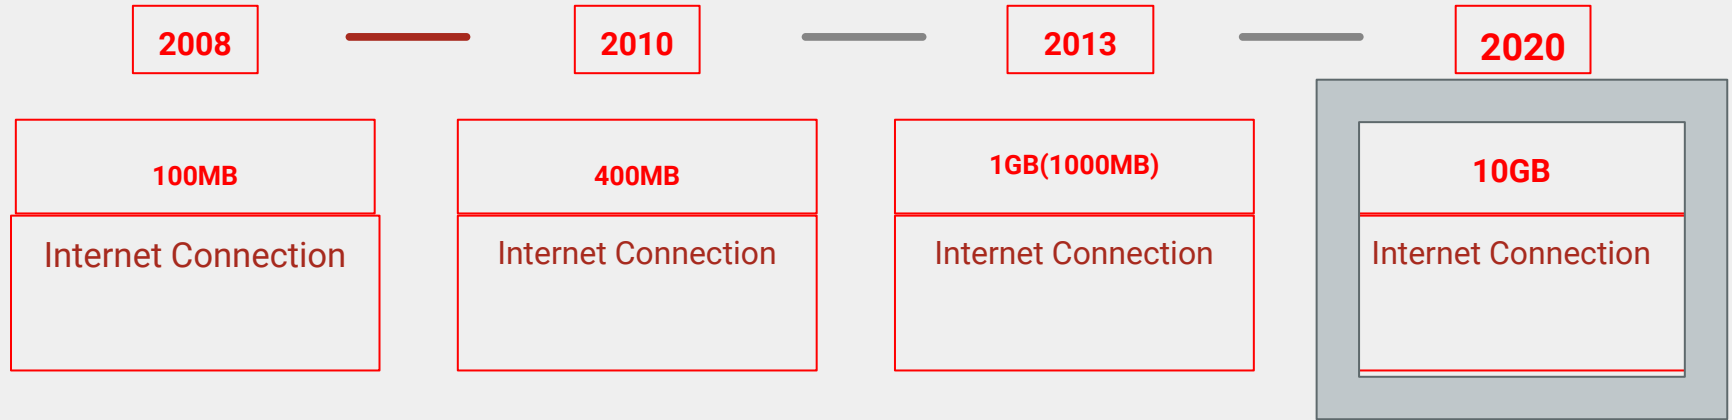 2008
2010
2013
2020
100MB
400MB
1GB(1000MB)
10GB
Internet Connection
Internet Connection
Internet Connection
Internet Connection